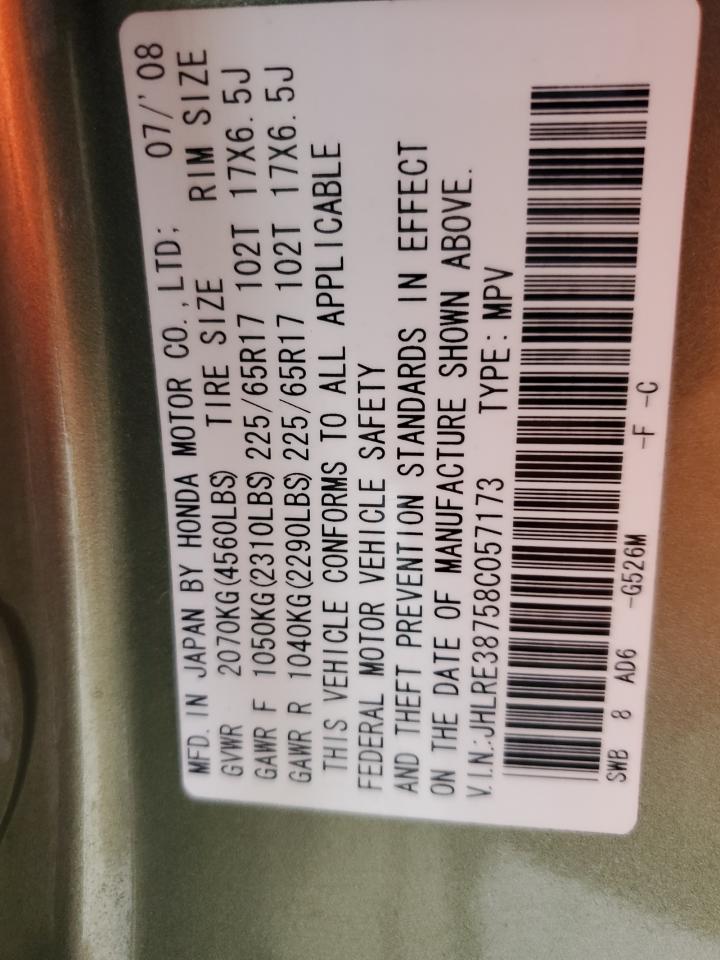 MFD. IN JAPAN BY HONDA MOTOR CO.,LTD; 07/'08
GVWR 2070KG(4560LBS) TIRE SIZE RIM SIZE
GAWR F 1050KG(2310LBS) 225/65R17 102T 17X6.5J
GAWR R 1040KG(2290LBS) 225/65R17 102T 17X6.5J
THIS VEHICLE CONFORMS TO ALL APPLICABLE
FEDERAL MOTOR VEHICLE SAFETY
AND THEFT PREVENTION STANDARDS IN EFFECT
ON THE DATE OF MANUFACTURE SHOWN ABOVE.
V.I.N.:JHLRE38758C057173 TYPE: MPV
SWB 8 AD6 -G526M -F -C